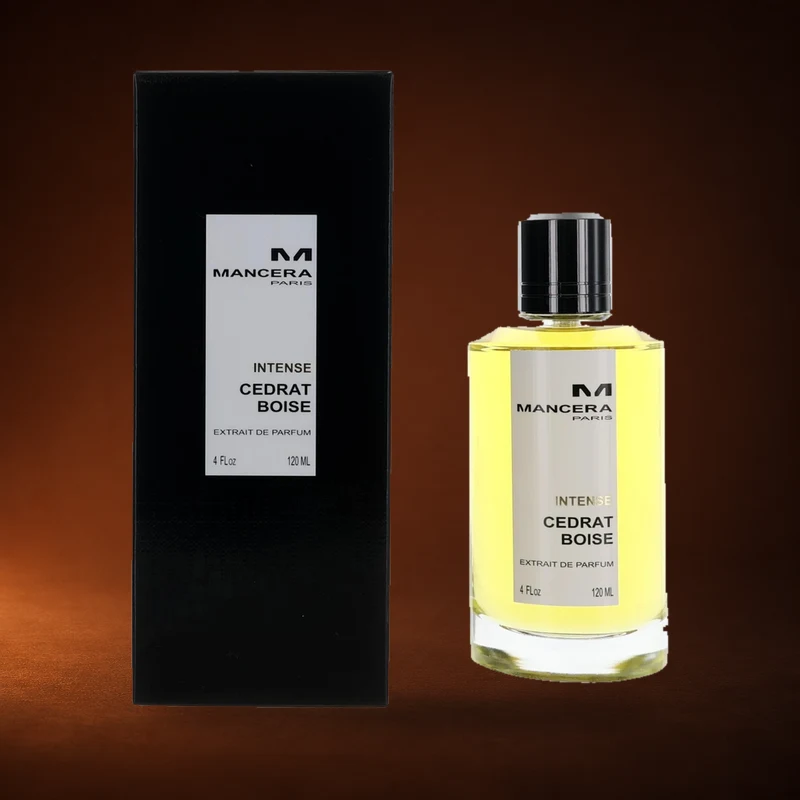 M
MANCERA
PARIS
INTENSE
CEDRAT
BOISE
EXTRAIT DE PARFUM
4 FLoz 120 ML
M
MANCERA
PARIS
INTENSE
CEDRAT
BOISE
EXTRAIT DE PARFUM
4 FLoz 120 ML